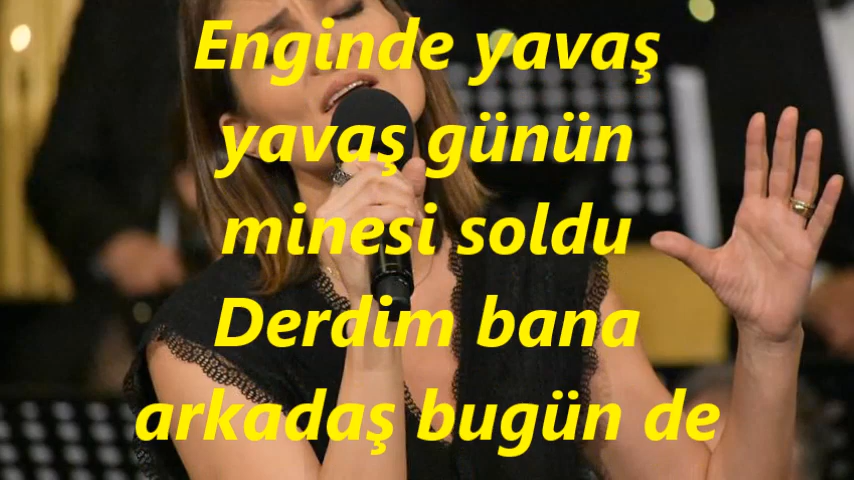 Enginde yavaş
yavaş günün
minesi soldu
Derdim bana
arkadaş bugün de